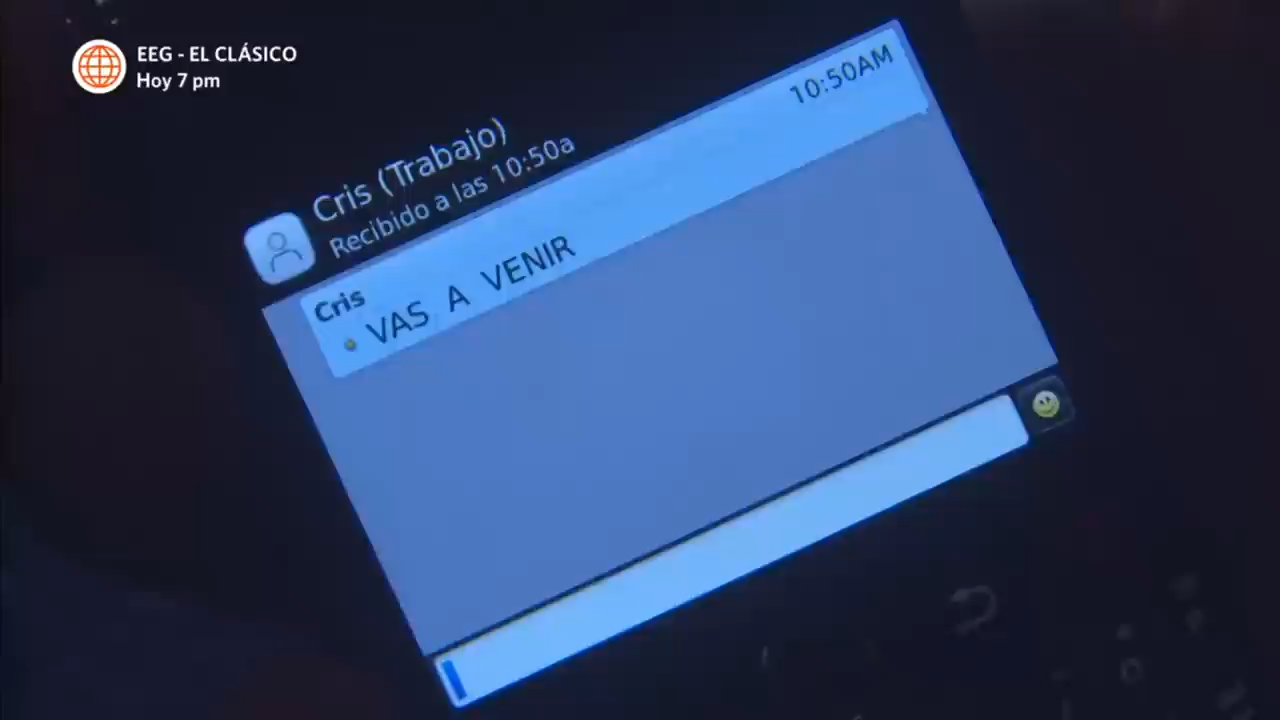 EEG - EL CLÁSICO
Hoy 7 pm
Cris (Trabajo)
Recibido a las 10:50a
10:50AM
Cris
VAS A VENIR